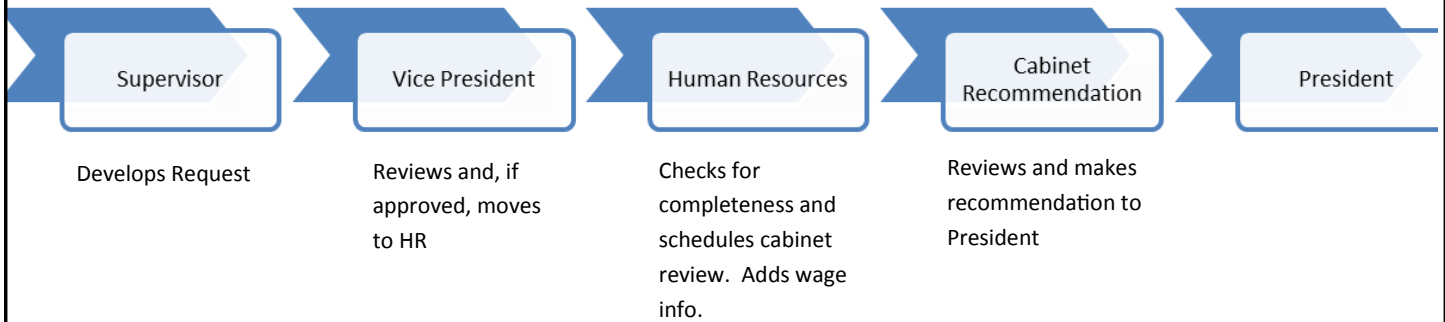 Supervisor
Vice President
Human Resources
Cabinet
Recommendation
President
Develops Request
Reviews and, if
approved, moves
to HR
Checks for
completeness and
schedules cabinet
review.  Adds wage
info.
Reviews and makes
recommendation to
President